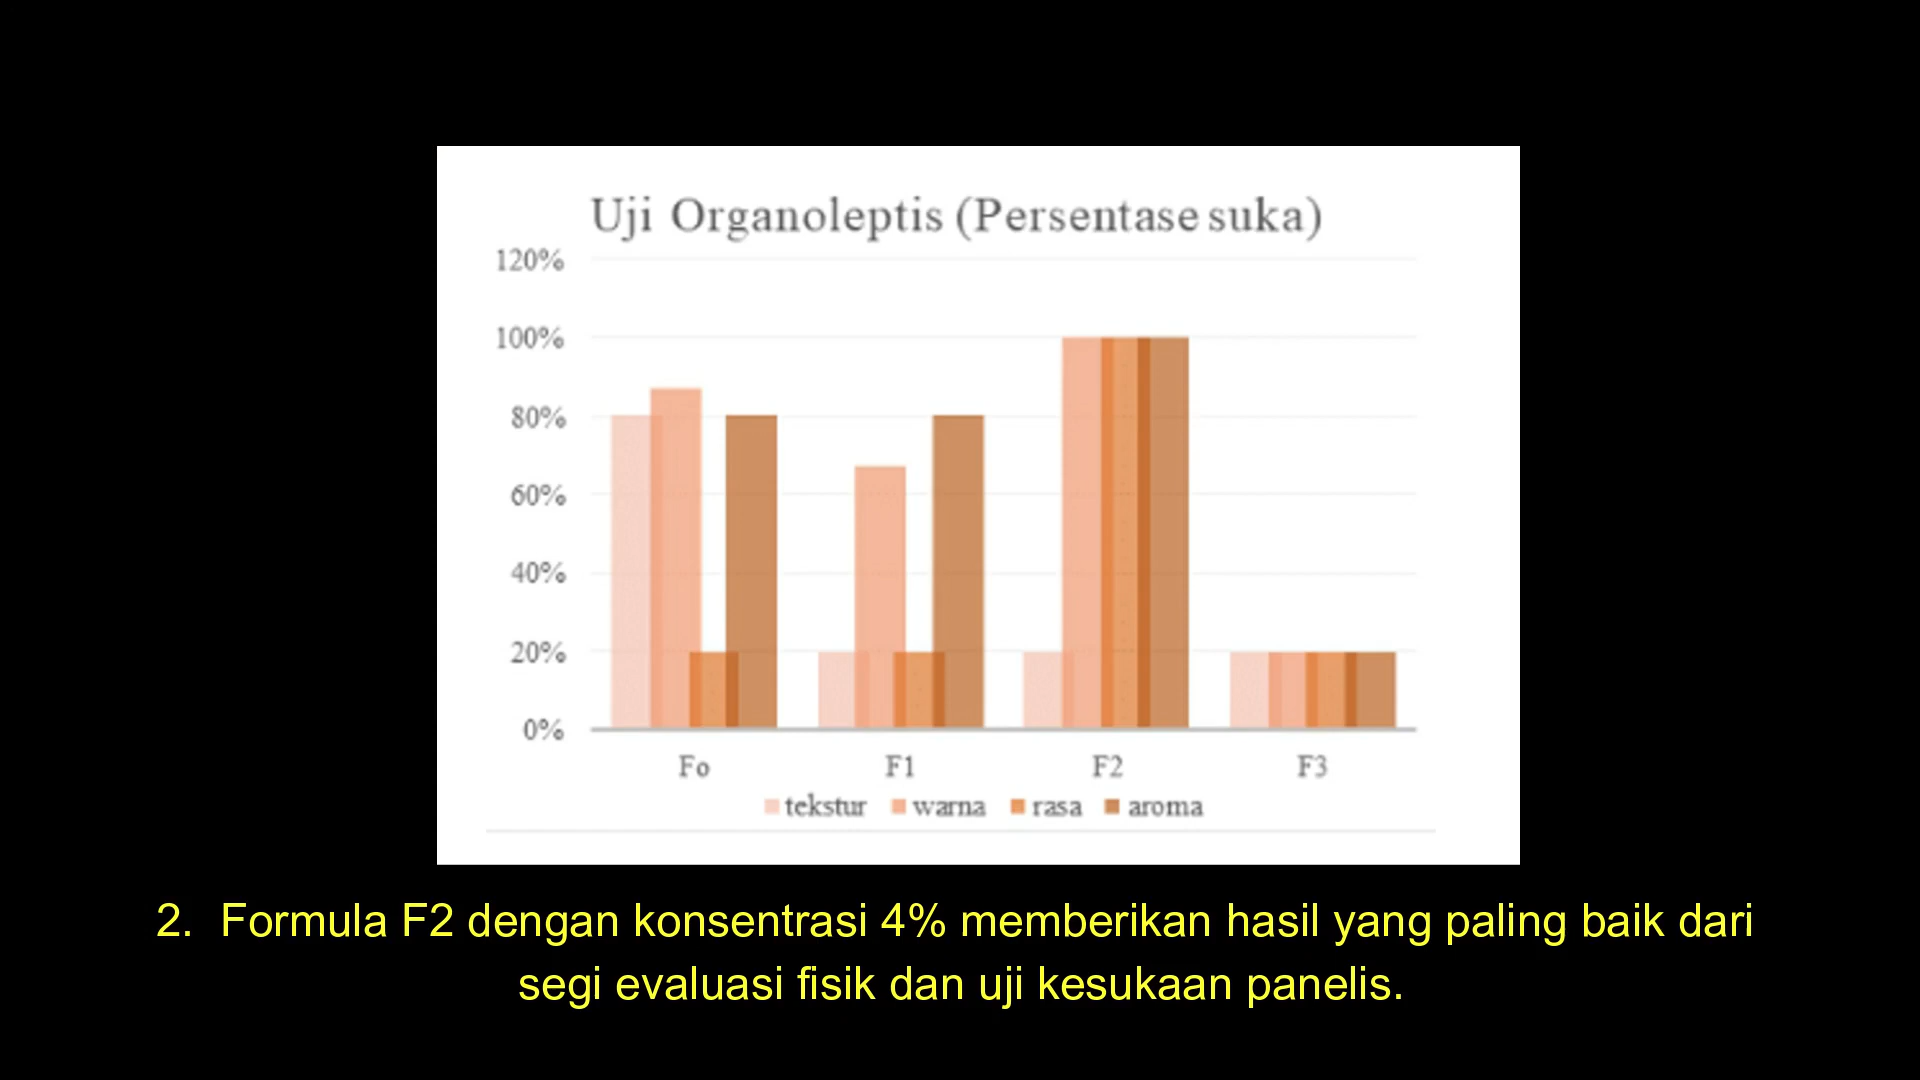 Uji Organoleptis (Persentase suka)
120%
100%
80%
60%
40%
20%
0%
Fo F1 F2 F3
tekstur warna rasa aroma
2. Formula F2 dengan konsentrasi 4% memberikan hasil yang paling baik dari
segi evaluasi fisik dan uji kesukaan panelis.